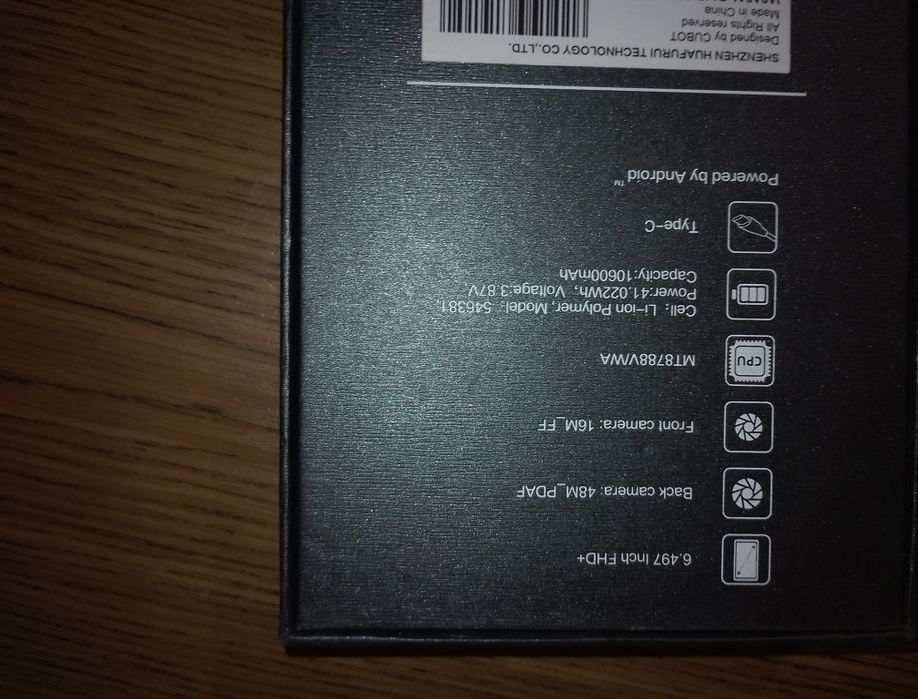 6.497 Inch FHD+
Back camera: 48M_PDAF
Front camera: 16M_FF
CPU
MT8788V/WA
Cell: Li-ion Polymer, Model: 546381,
Power:41.022Wh, Voltage:3.87V,
Capacity:10600mAh
Type-C
Powered by Android™
SHENZHEN HUAFURUI TECHNOLOGY CO.,LTD.
Designed by CUBOT
All Rights reserved
Made in China